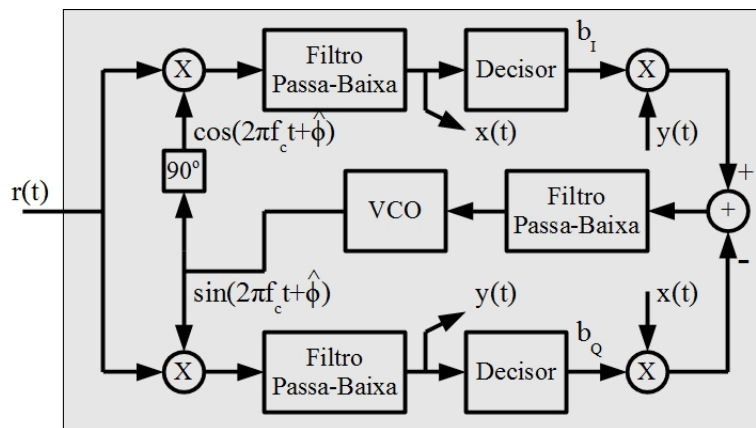 X
Filtro
Passa-Baixa
Decisor
b_I
X
cos(2πf_c t+ϕ̂)
x(t)
y(t)
90º
r(t)
VCO
Filtro
Passa-Baixa
+
+
-
sin(2πf_c t+ϕ̂)
y(t)
x(t)
X
Filtro
Passa-Baixa
Decisor
b_Q
X